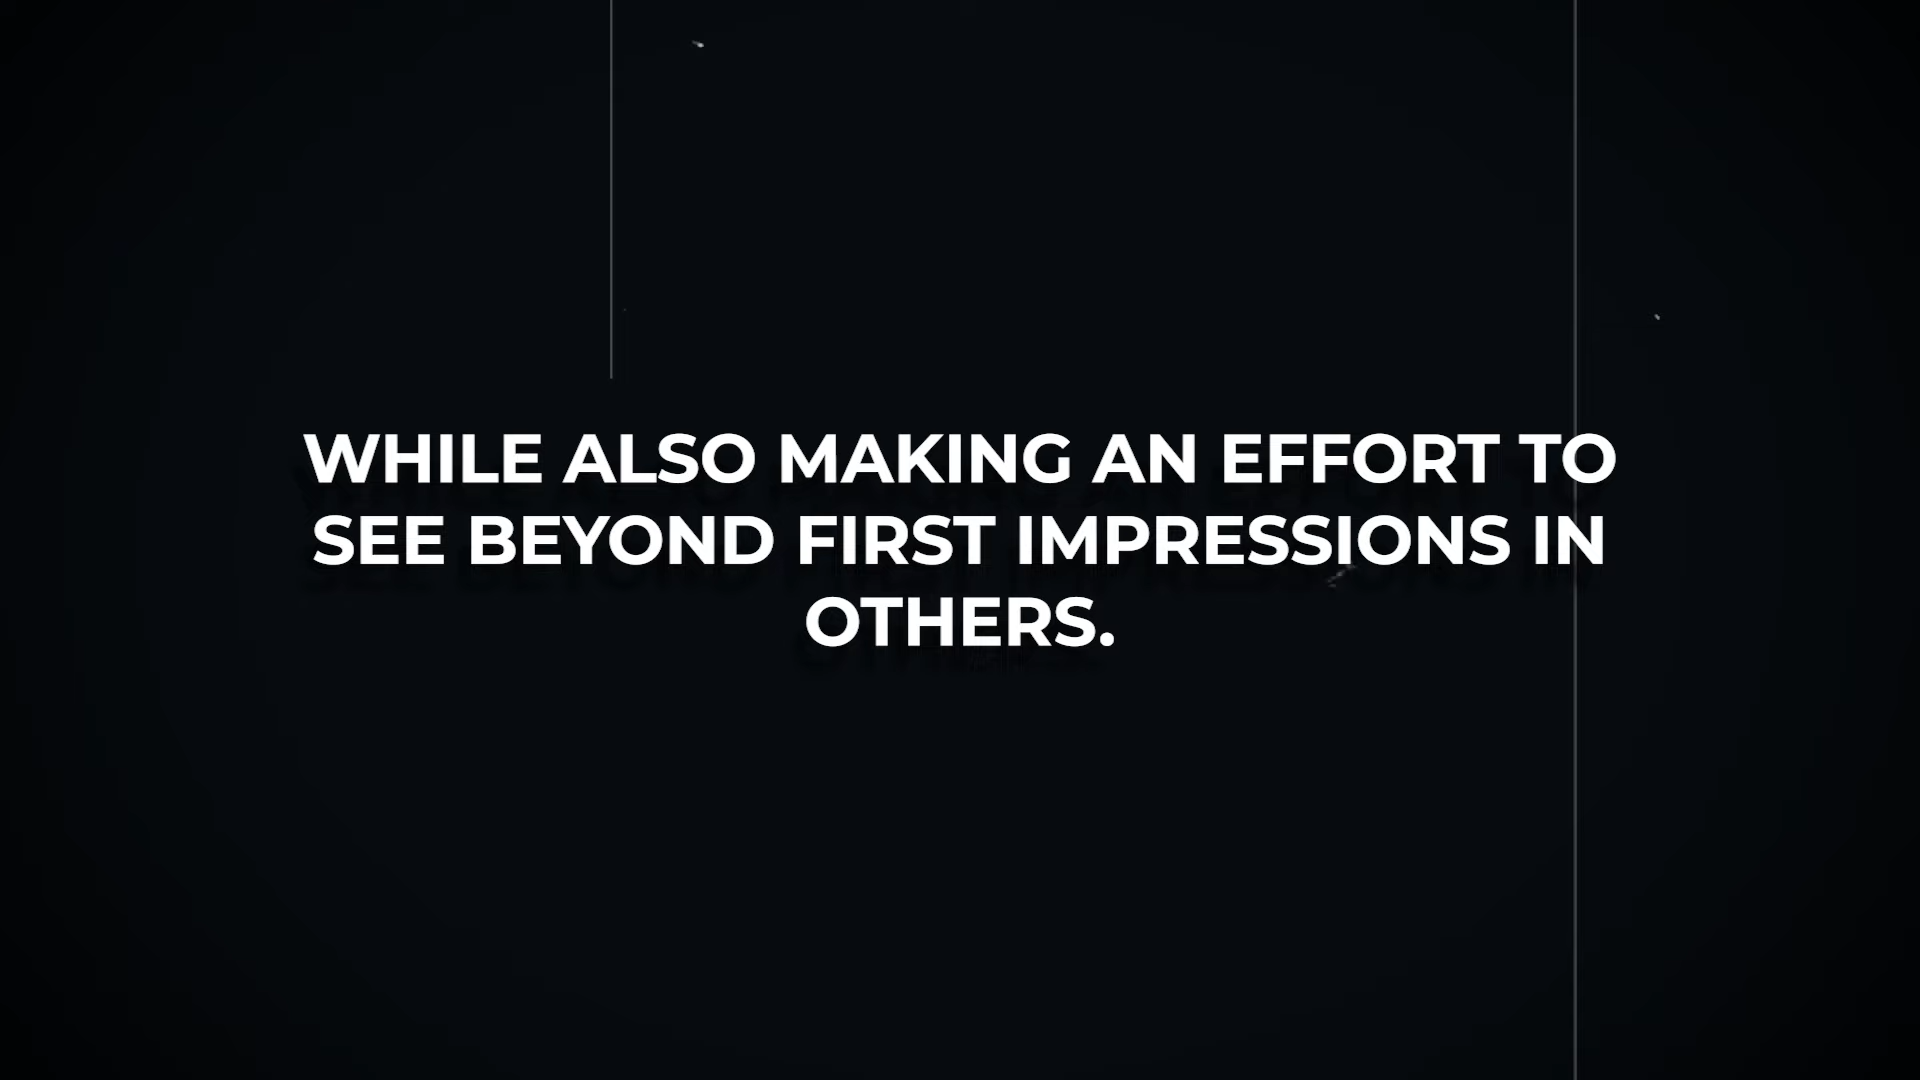 WHILE ALSO MAKING AN EFFORT TO
SEE BEYOND FIRST IMPRESSIONS IN
OTHERS.